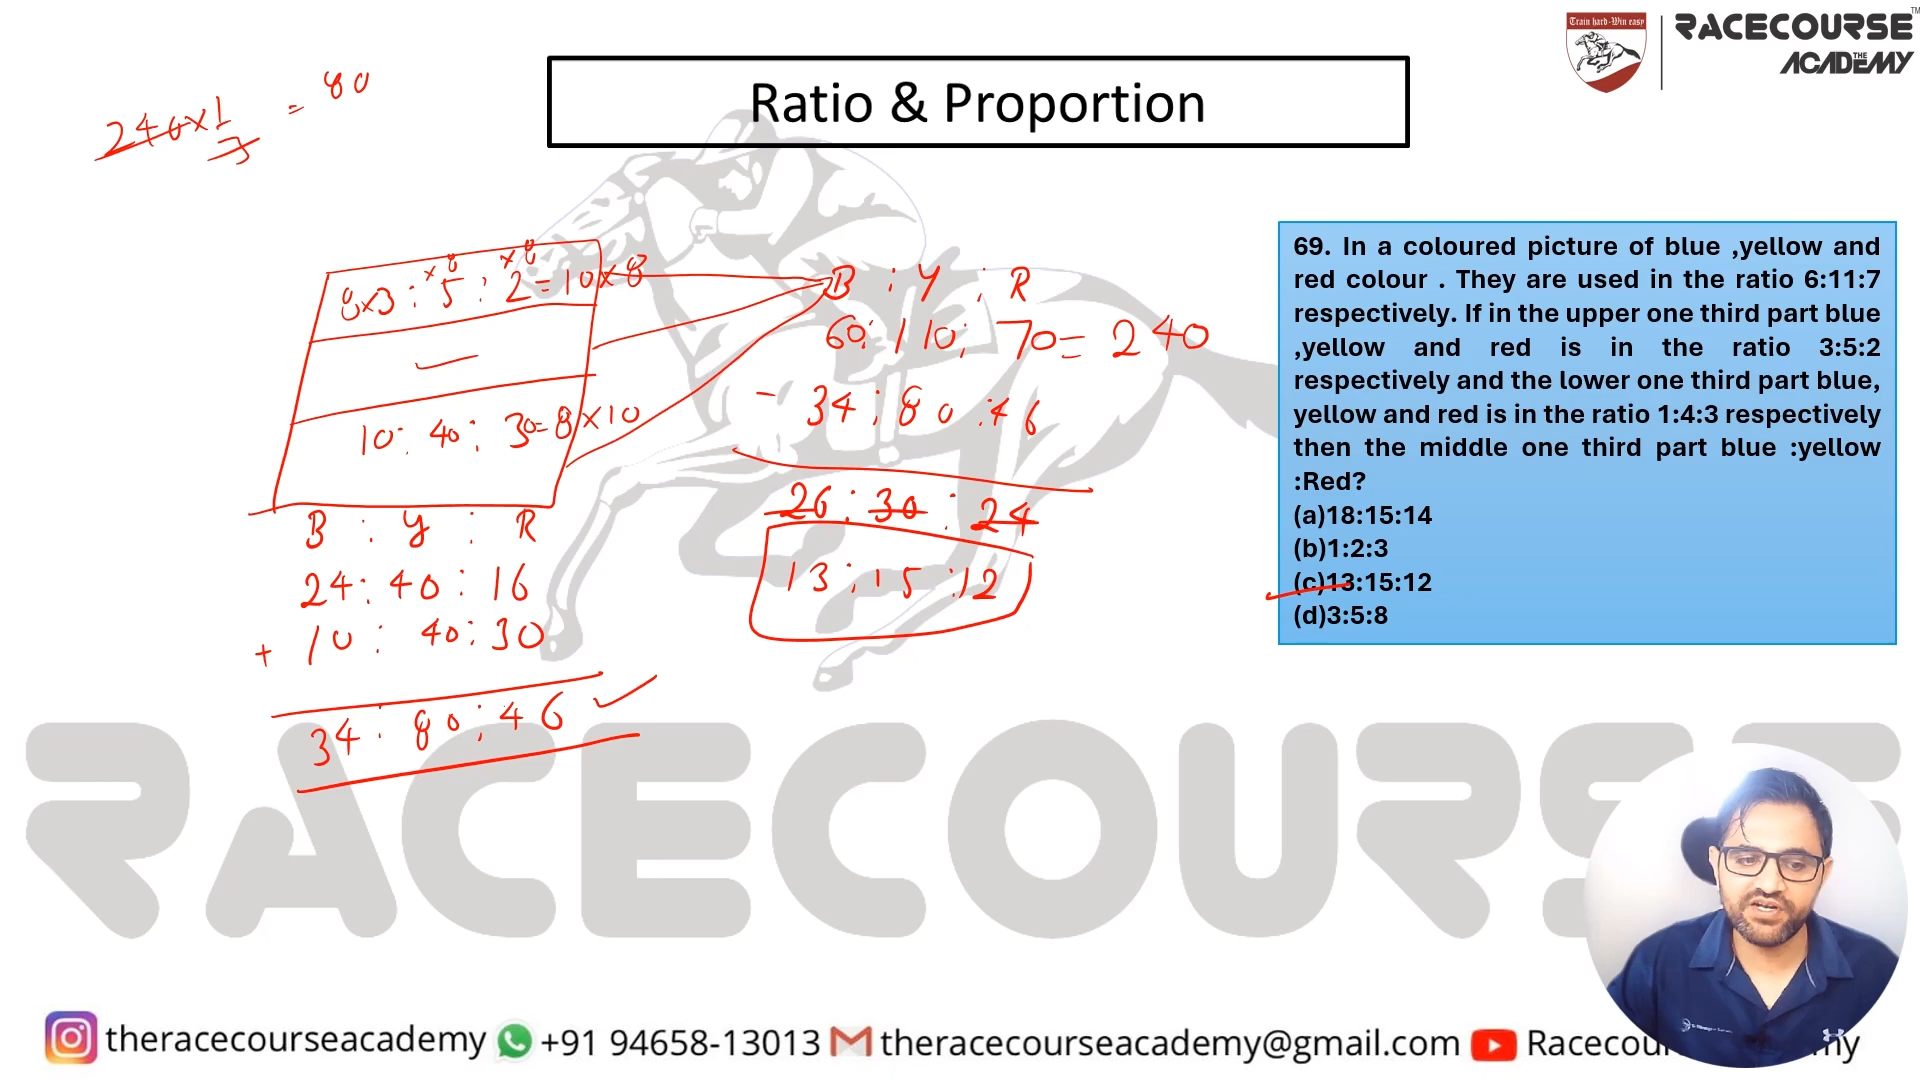 Train hard-Win easy
RACECOURSE
THE ACADEMY
TM
Ratio & Proportion
240×1/3 = 80
8×3 : 5×8 : 2×8 = 10×8
10 : 40 : 30 = 8×10
B : Y : R
24 : 40 : 16
+ 10 : 40 : 30
34 : 80 : 46
B : Y : R
60 : 110 : 70 = 240
- 34 : 80 : 46
26 : 30 : 24
13 : 15 : 12
69. In a coloured picture of blue ,yellow and
red colour . They are used in the ratio 6:11:7
respectively. If in the upper one third part blue
,yellow and red is in the ratio 3:5:2
respectively and the lower one third part blue,
yellow and red is in the ratio 1:4:3 respectively
then the middle one third part blue :yellow
:Red?
(a)18:15:14
(b)1:2:3
(c)13:15:12
(d)3:5:8
RACECOURSE
theracecourseacademy +91 94658-13013 theracecourseacademy@gmail.com